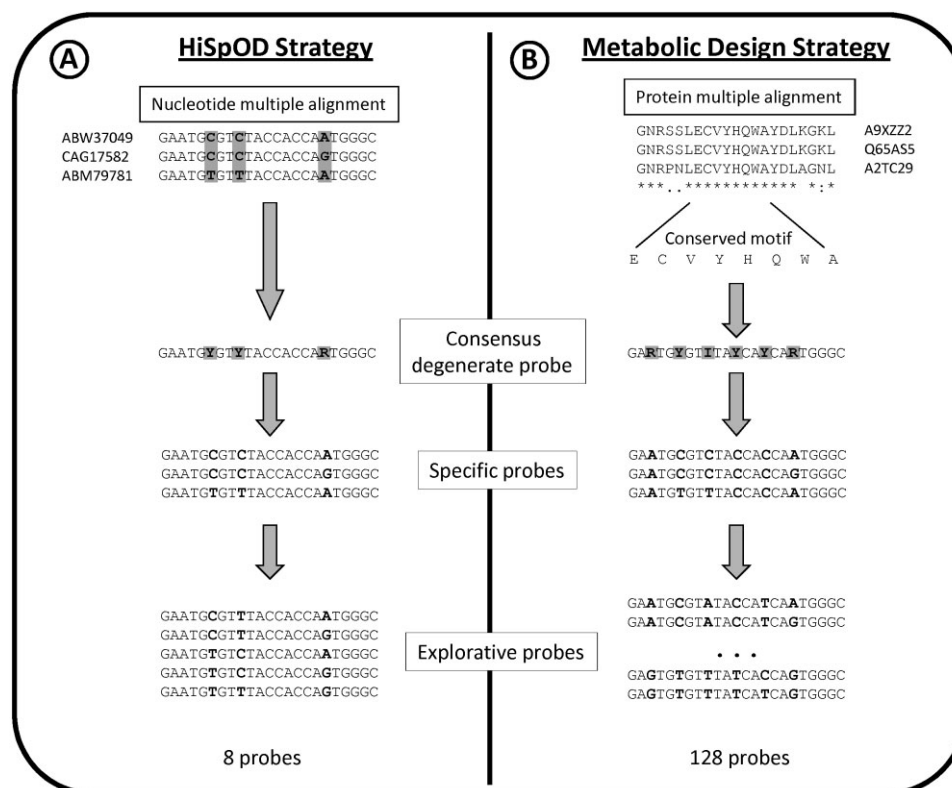 A
HiSpOD Strategy
Nucleotide multiple alignment
ABW37049 GAATGCGTCTACCACCAATGGGC
CAG17582 GAATGCGTCTACCACCAGTGGGC
ABM79781 GAATGTGTTTACCACCAATGGGC
GAATGYGTYTACCACCARTGGGC
Consensus
degenerate probe
GAATGCGTCTACCACCAATGGGC
GAATGCGTCTACCACCAGTGGGC
GAATGTGTTTACCACCAATGGGC
Specific probes
GAATGCGTTTACCACCAATGGGC
GAATGCGTTTACCACCAGTGGGC
GAATGTGTCTACCACCAATGGGC
GAATGTGTCTACCACCAGTGGGC
GAATGTGTTTACCACCAGTGGGC
Explorative probes
8 probes
B
Metabolic Design Strategy
Protein multiple alignment
GNRSSLECVYHQWAYDLKGKL A9XZZ2
GNRSSLECVYHQWAYDLKGKL Q65AS5
GNRPNLECVYHQWAYDLAGNL A2TC29
***..************ *:*
Conserved motif
E C V Y H Q W A
GARTGYGTITAYCAYCARTGGGC
GAATGCGTCTACCACCAATGGGC
GAATGCGTCTACCACCAGTGGGC
GAATGTGTTTACCACCAATGGGC
GAATGCGTATACCATCAATGGGC
GAATGCGTATACCATCAGTGGGC
...
GAGTGTGTTTATCACCAGTGGGC
GAGTGTGTTTATCATCAGTGGGC
128 probes